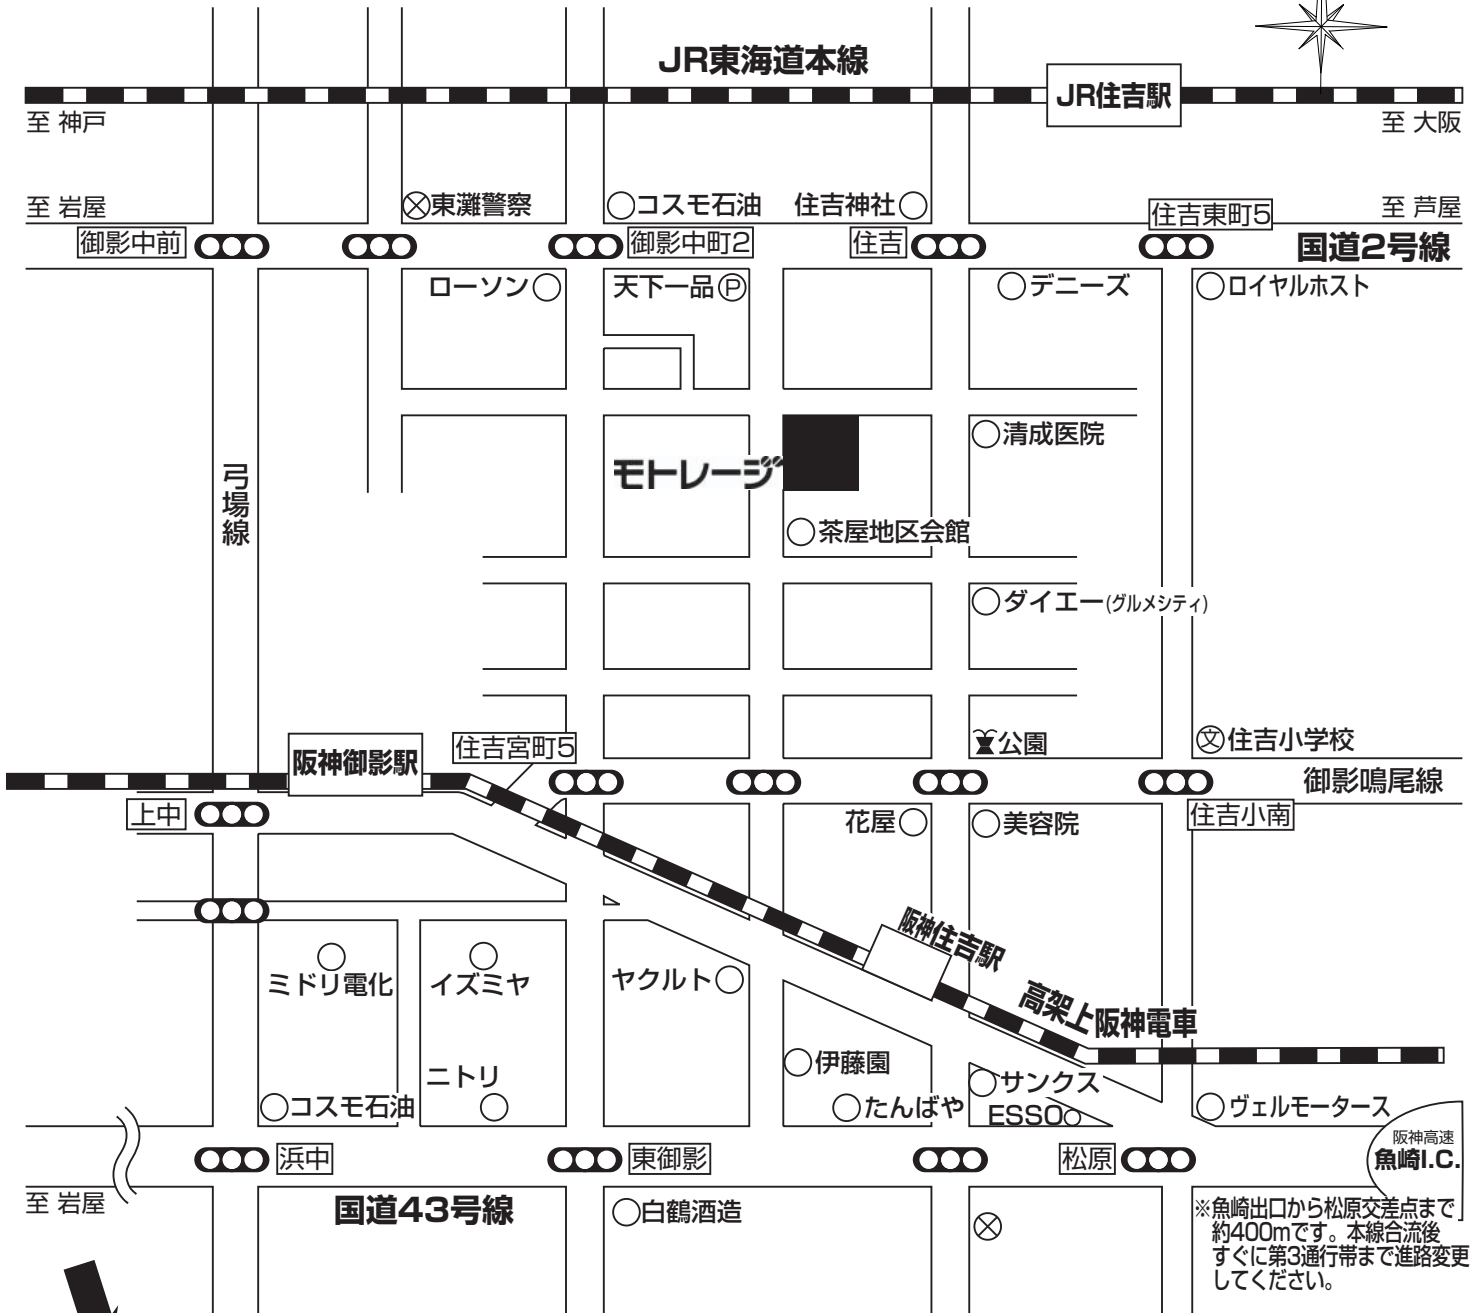 JR東海道本線
JR住吉駅
至 神戸
至 大阪
至 岩屋
東灘警察
コスモ石油
住吉神社
住吉東町5
至 芦屋
御影中前
御影中町2
住吉
国道2号線
ローソン
天下一品 P
デニーズ
ロイヤルホスト
清成医院
モトレージ
弓場線
茶屋地区会館
ダイエー(グルメシティ)
阪神御影駅
住吉宮町5
公園
文 住吉小学校
御影鳴尾線
上中
花屋
美容院
住吉小南
阪神住吉駅
ミドリ電化
イズミヤ
ヤクルト
高架上阪神電車
伊藤園
サンクス
ニトリ
コスモ石油
たんばや
ESSO
ヴェルモータース
阪神高速
魚崎I.C.
浜中
東御影
松原
至 岩屋
国道43号線
白鶴酒造
※魚崎出口から松原交差点まで
約400mです。本線合流後
すぐに第3通行帯まで進路変更
してください。